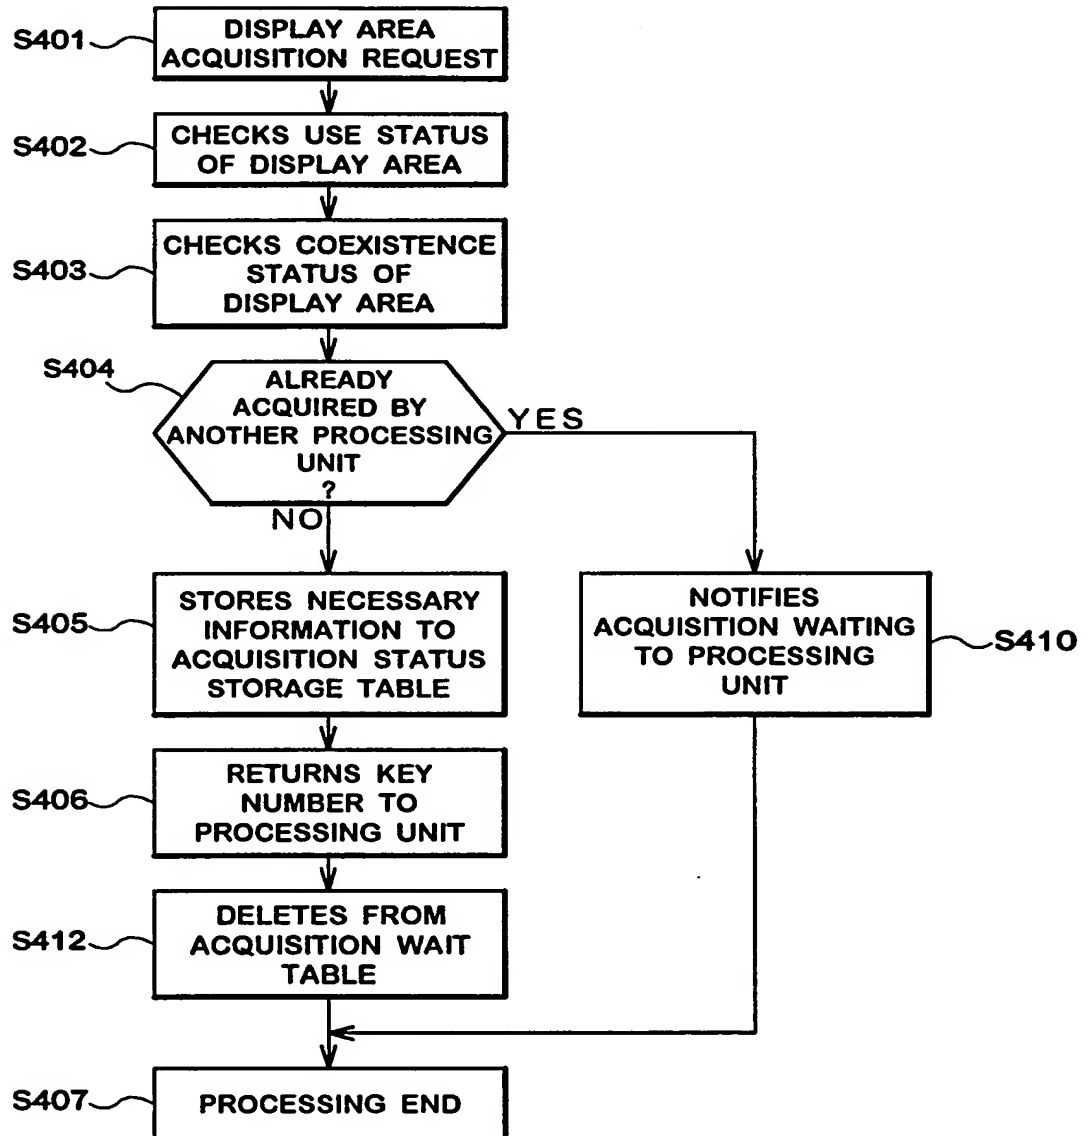 S401
DISPLAY AREA
ACQUISITION REQUEST
S402
CHECKS USE STATUS
OF DISPLAY AREA
S403
CHECKS COEXISTENCE
STATUS OF
DISPLAY AREA
S404
ALREADY
ACQUIRED BY
ANOTHER PROCESSING
UNIT
?
YES
NO
S405
STORES NECESSARY
INFORMATION TO
ACQUISITION STATUS
STORAGE TABLE
NOTIFIES
ACQUISITION WAITING
TO PROCESSING
UNIT
S410
S406
RETURNS KEY
NUMBER TO
PROCESSING UNIT
S412
DELETES FROM
ACQUISITION WAIT
TABLE
S407
PROCESSING END